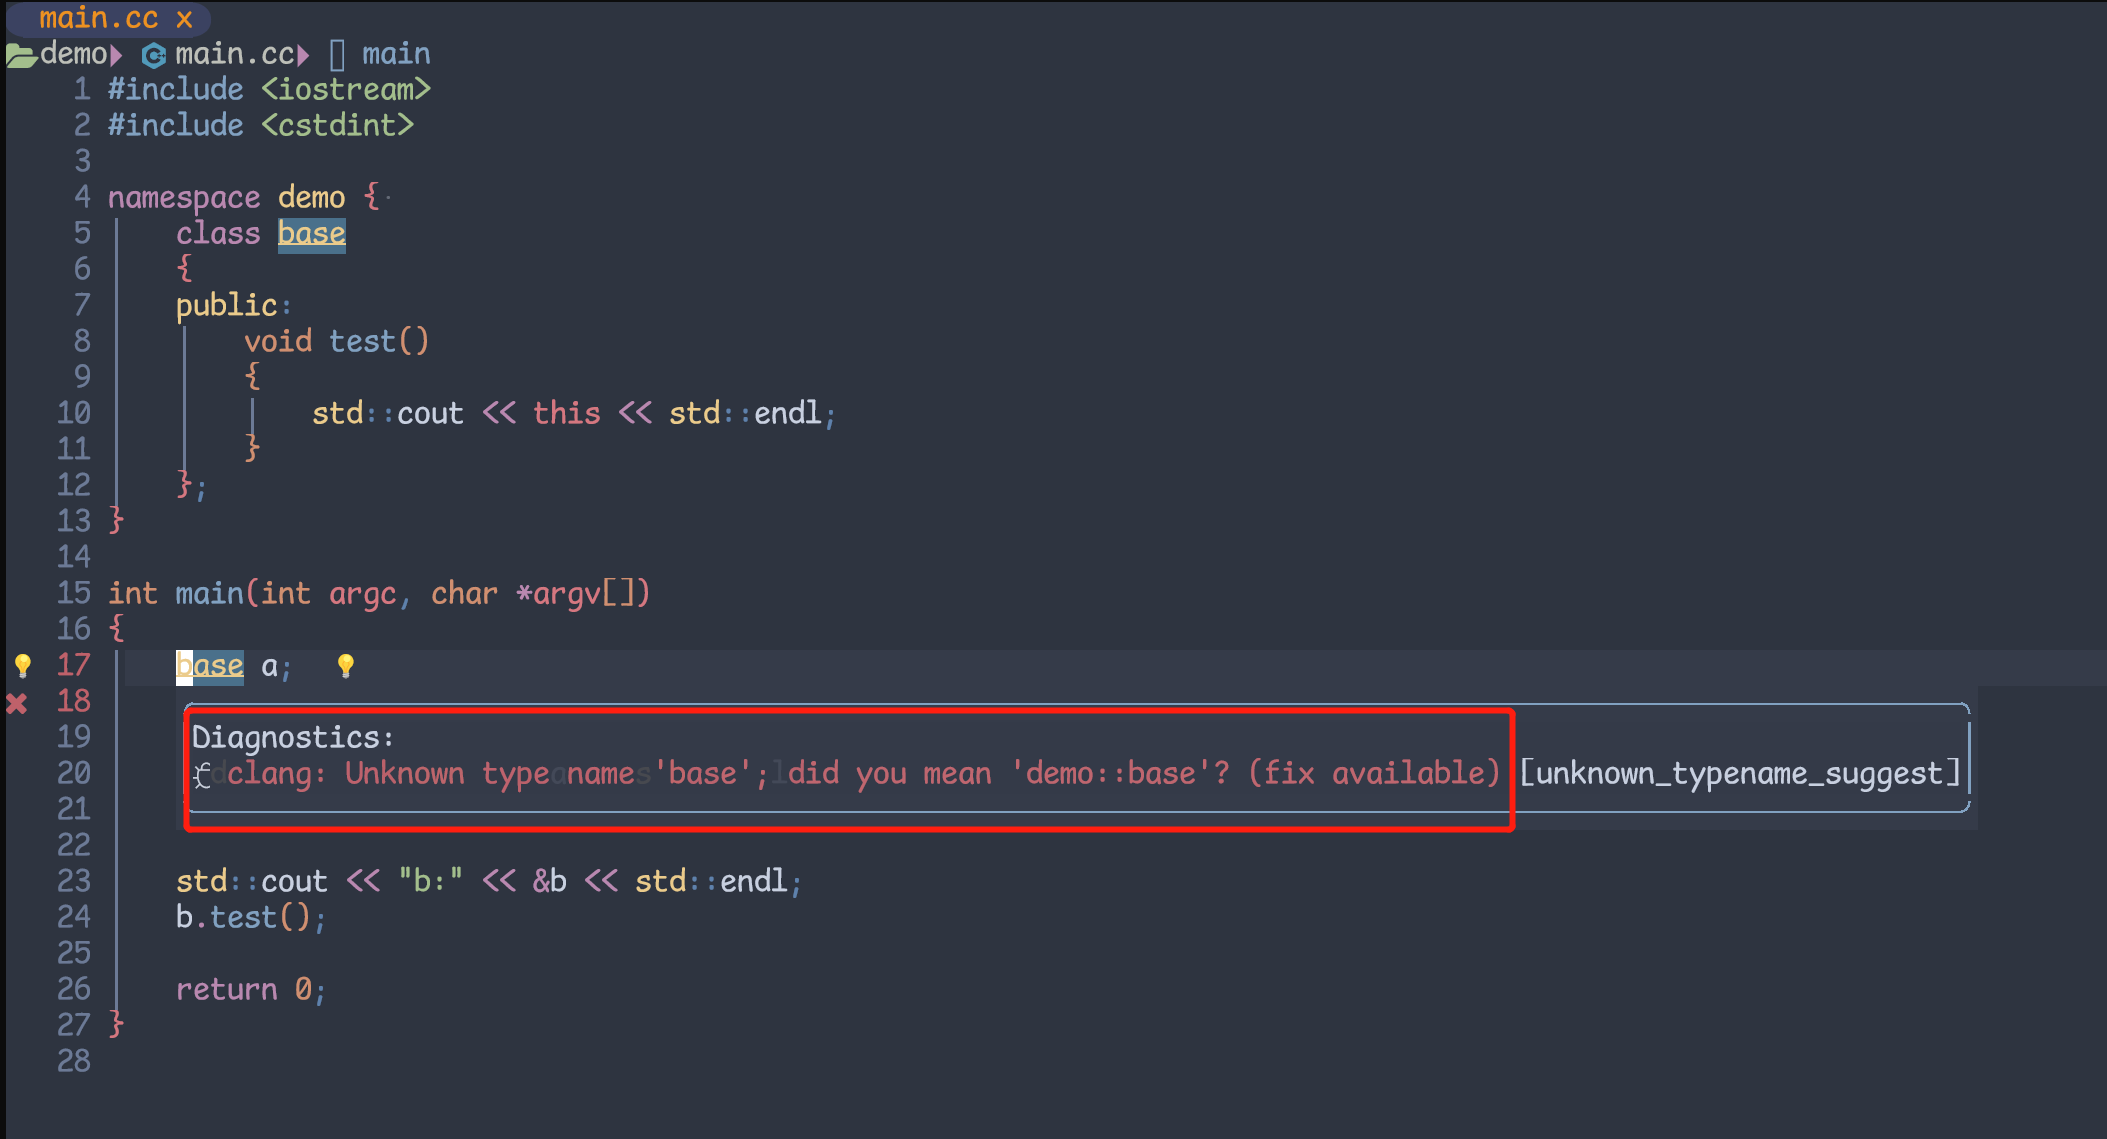 main.cc x
demo main.cc main
1 #include <iostream>
2 #include <cstdint>
3
4 namespace demo {
5 class base
6 {
7 public:
8 void test()
9 {
10 std::cout << this << std::endl;
11 }
12 };
13 }
14
15 int main(int argc, char *argv[])
16 {
17 base a;
18
19 Diagnostics:
20 clang: Unknown type name 'base'; did you mean 'demo::base'? (fix available) [unknown_typename_suggest]
21
22
23 std::cout << "b:" << &b << std::endl;
24 b.test();
25
26 return 0;
27 }
28